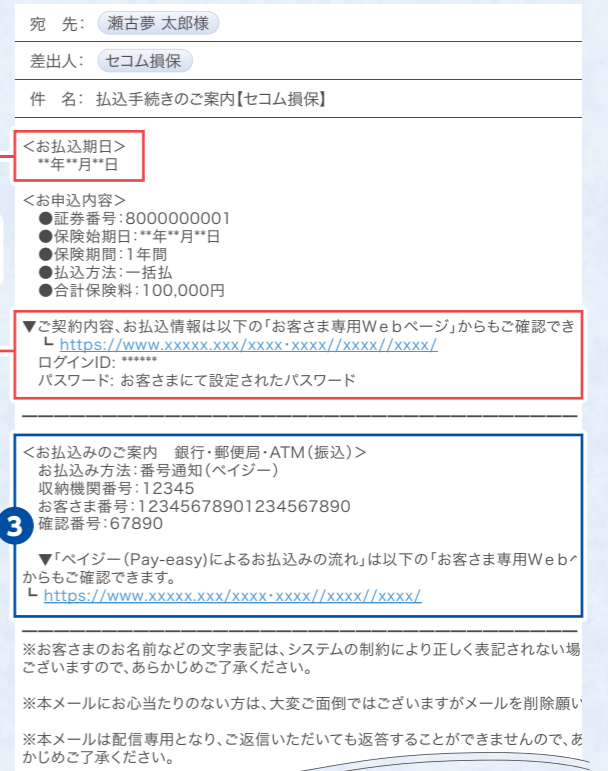 宛 先： 瀬古夢 太郎様
差出人： セコム損保
件 名： 払込手続きのご案内【セコム損保】
＜お払込期日＞
**年**月**日
＜お申込内容＞
●証券番号：8000000001
●保険始期日：**年**月**日
●保険期間：1年間
●払込方法：一括払
●合計保険料：100,000円
▼ご契約内容、お払込情報は以下の「お客さま専用Ｗｅｂページ」からもご確認でき
┗ https://www.xxxxx.xxx/xxxx・xxxx//xxxx//xxxx/
ログインID: ******
パスワード: お客さまにて設定されたパスワード
＜お払込みのご案内 銀行・郵便局・ATM（振込）＞
お払込み方法：番号通知（ペイジー）
収納機関番号：12345
お客さま番号：12345678901234567890
3 確認番号：67890
▼「ペイジー（Pay-easy)によるお払込みの流れ」は以下の「お客さま専用Ｗｅｂ
からもご確認できます。
┗ https://www.xxxxx.xxx/xxxx・xxxx//xxxx//xxxx/
※お客さまのお名前などの文字表記は、システムの制約により正しく表記されない場
ございますので、あらかじめご了承ください。
※本メールにお心当たりのない方は、大変ご面倒ではございますがメールを削除願い
※本メールは配信専用となり、ご返信いただいても返答することができませんので、あ
かじめご了承ください。